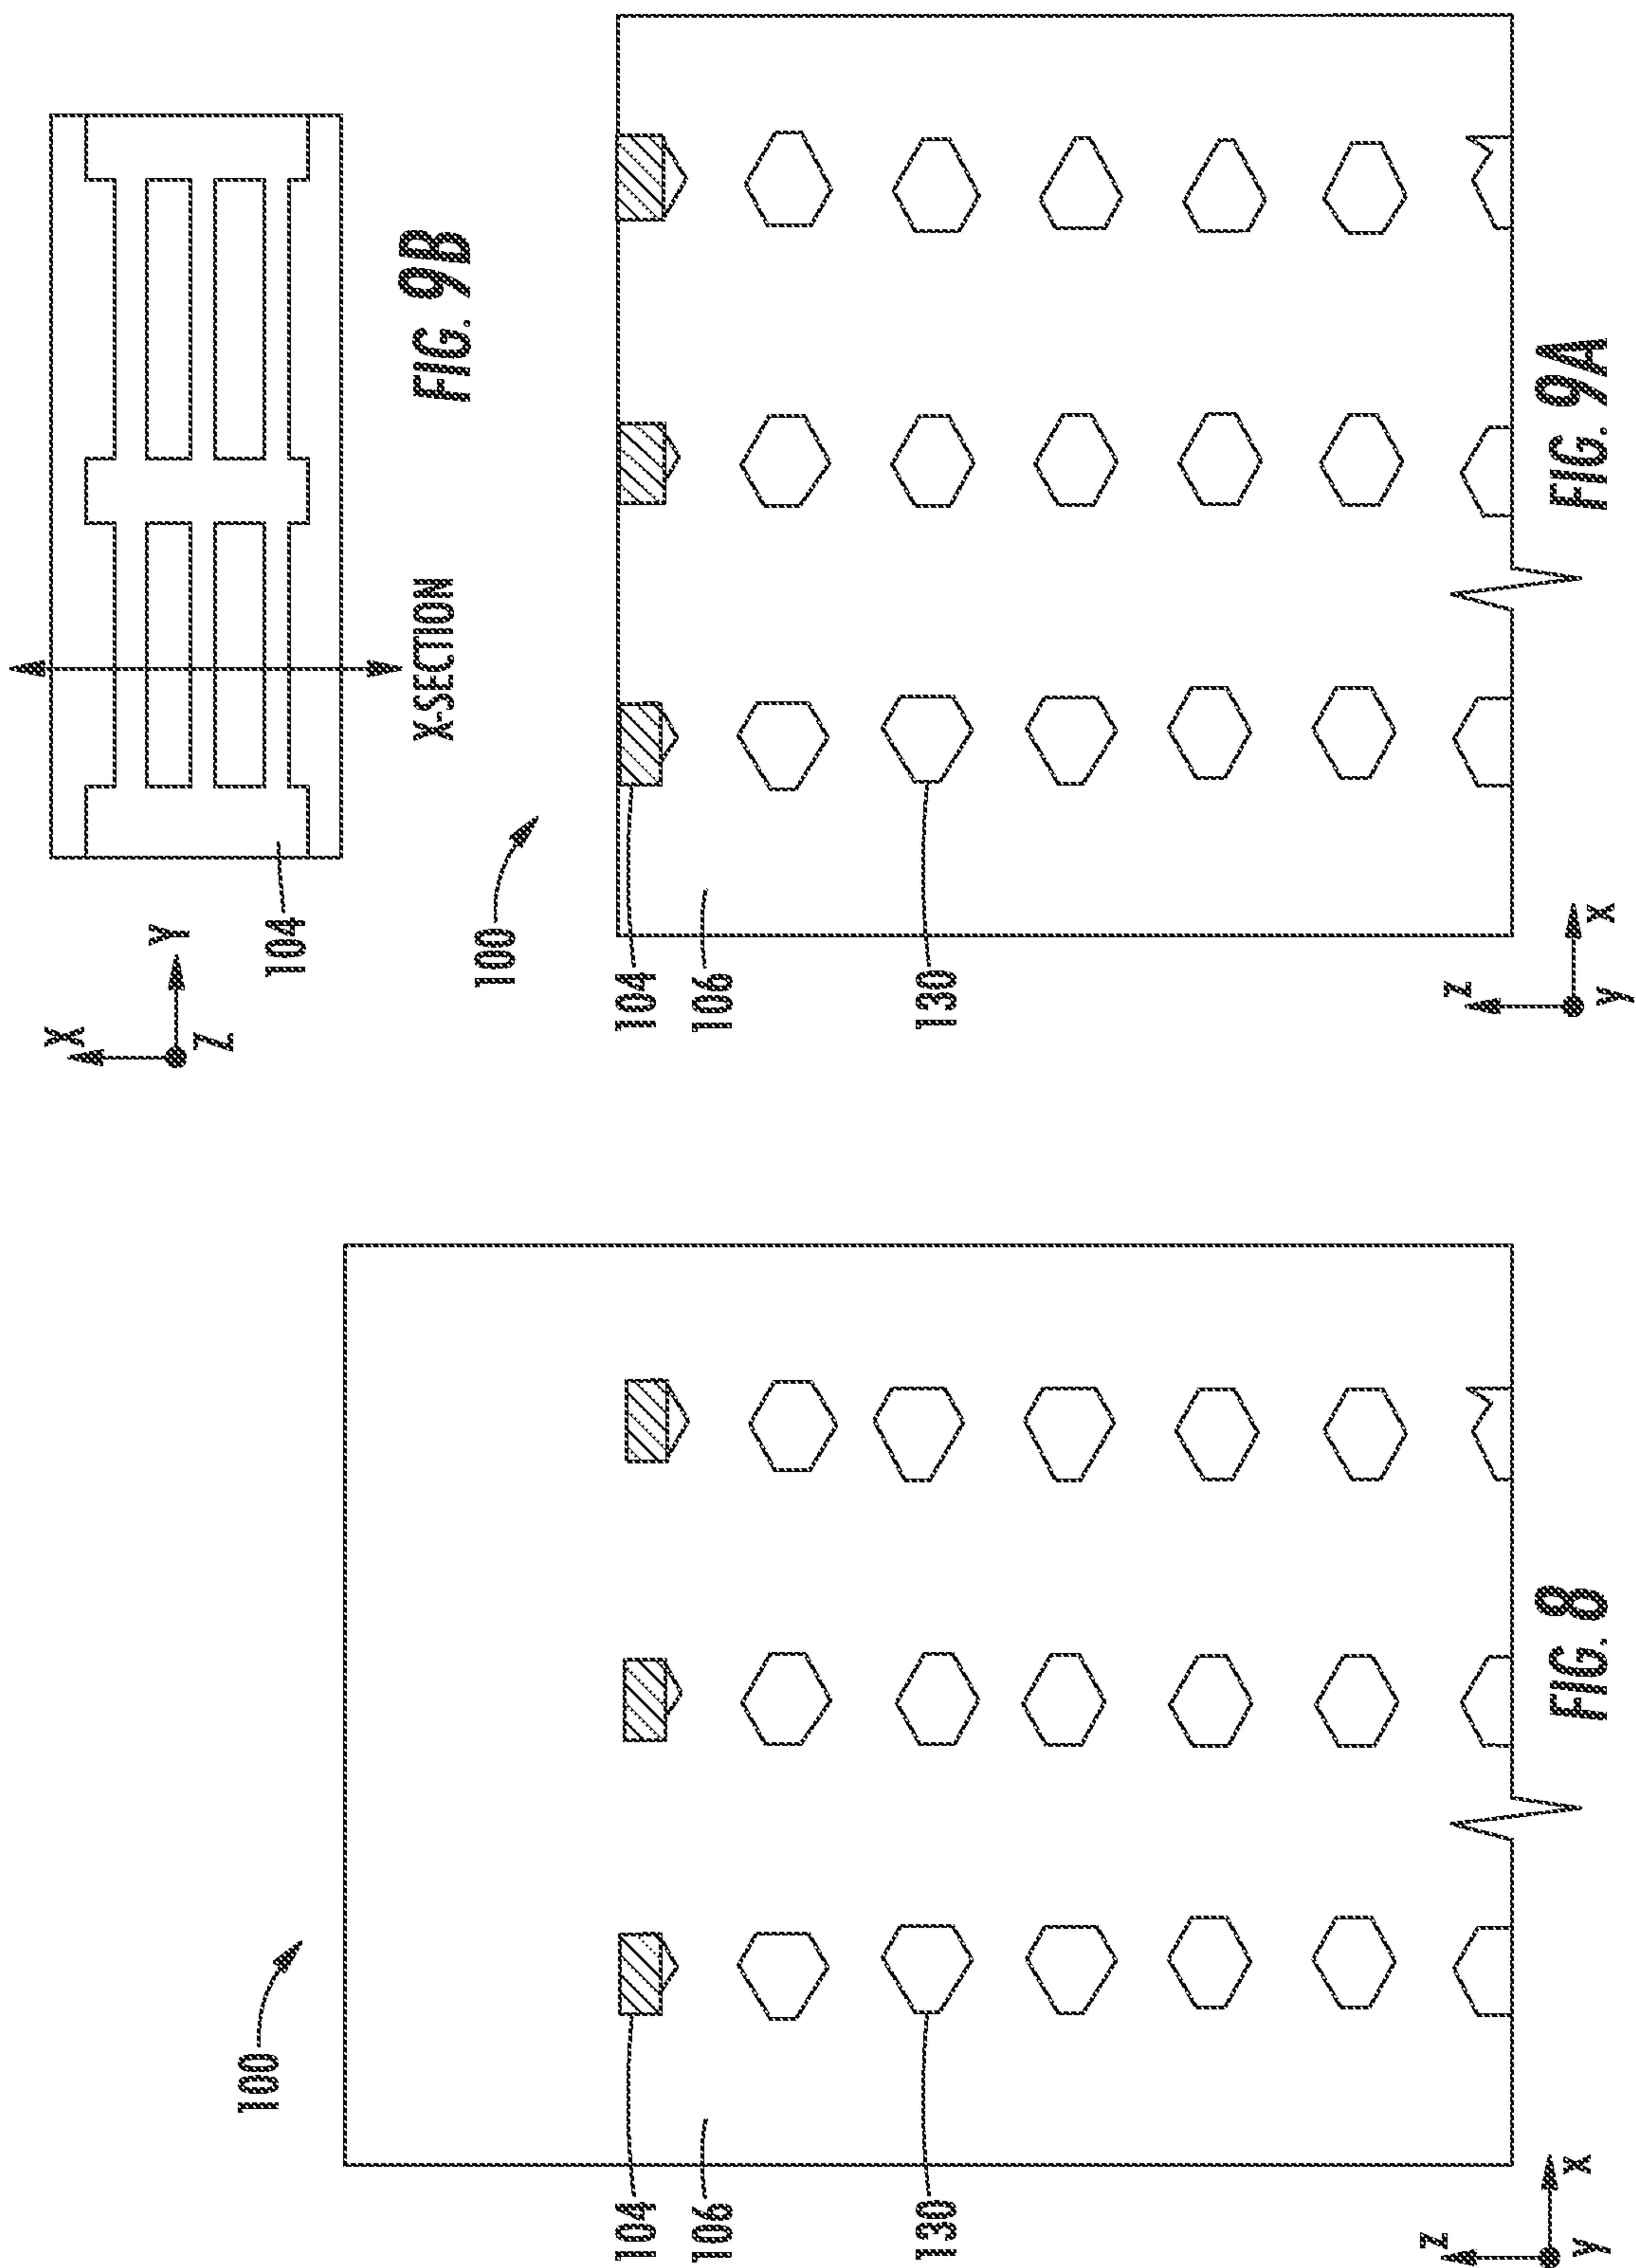 100
104
106
130
Z
X
Y
FIG. 8
X
Y
Z
104
X-SECTION
FIG. 9B
100
104
106
130
Z
X
Y
FIG. 9A